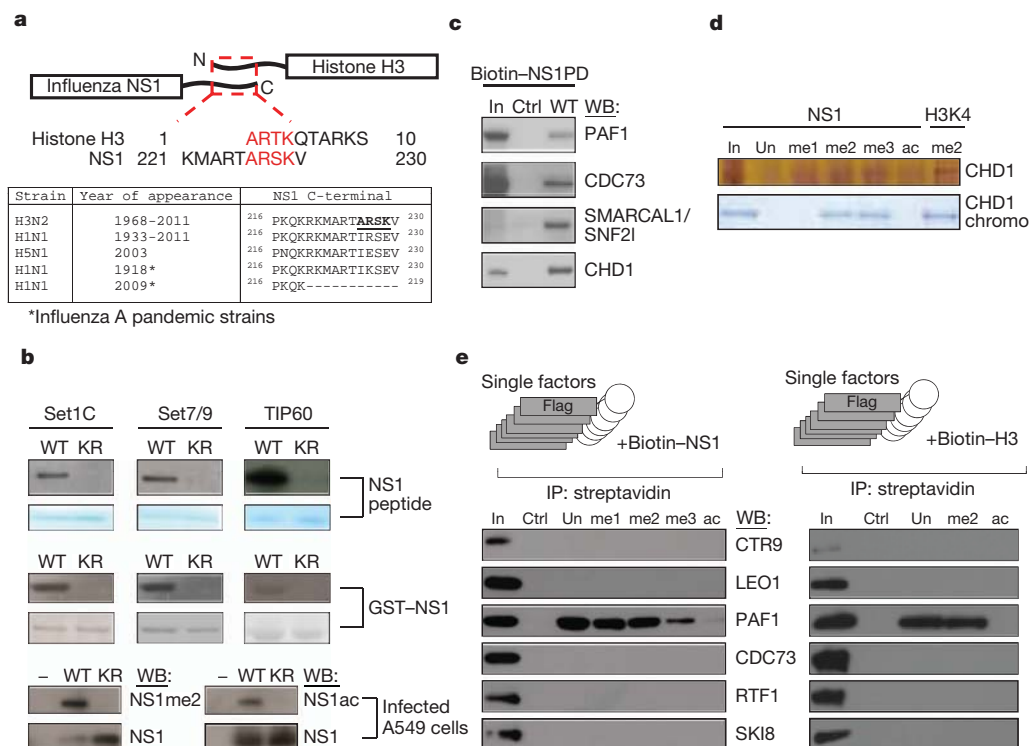 a
N
Histone H3
Influenza NS1
C
Histone H3 1 ARTKQTARKS 10
NS1 221 KMARTARSKV 230
Strain Year of appearance NS1 C-terminal
H3N2 1968-2011 216 PKQKRKMARTARSKV 230
H1N1 1933-2011 216 PKQKRKMARTIRSEV 230
H5N1 2003 216 PNQKRKMARTIESEV 230
H1N1 1918* 216 PKQKRKMARTIKSEV 230
H1N1 2009* 216 PKQK----------- 219
*Influenza A pandemic strains
b
Set1C Set7/9 TIP60
WT KR WT KR WT KR
NS1
peptide
WT KR WT KR WT KR
GST–NS1
– WT KR WB: – WT KR WB:
NS1me2 NS1ac
Infected
A549 cells
NS1 NS1
c
Biotin–NS1PD
In Ctrl WT WB:
PAF1
CDC73
SMARCAL1/
SNF2l
CHD1
d
NS1 H3K4
In Un me1 me2 me3 ac me2
CHD1
CHD1
chromo
e
Single factors
Flag
+Biotin–NS1
IP: streptavidin
In Ctrl Un me1 me2 me3 ac WB:
Single factors
Flag
+Biotin–H3
IP: streptavidin
In Ctrl Un me2 ac
CTR9
LEO1
PAF1
CDC73
RTF1
SKI8